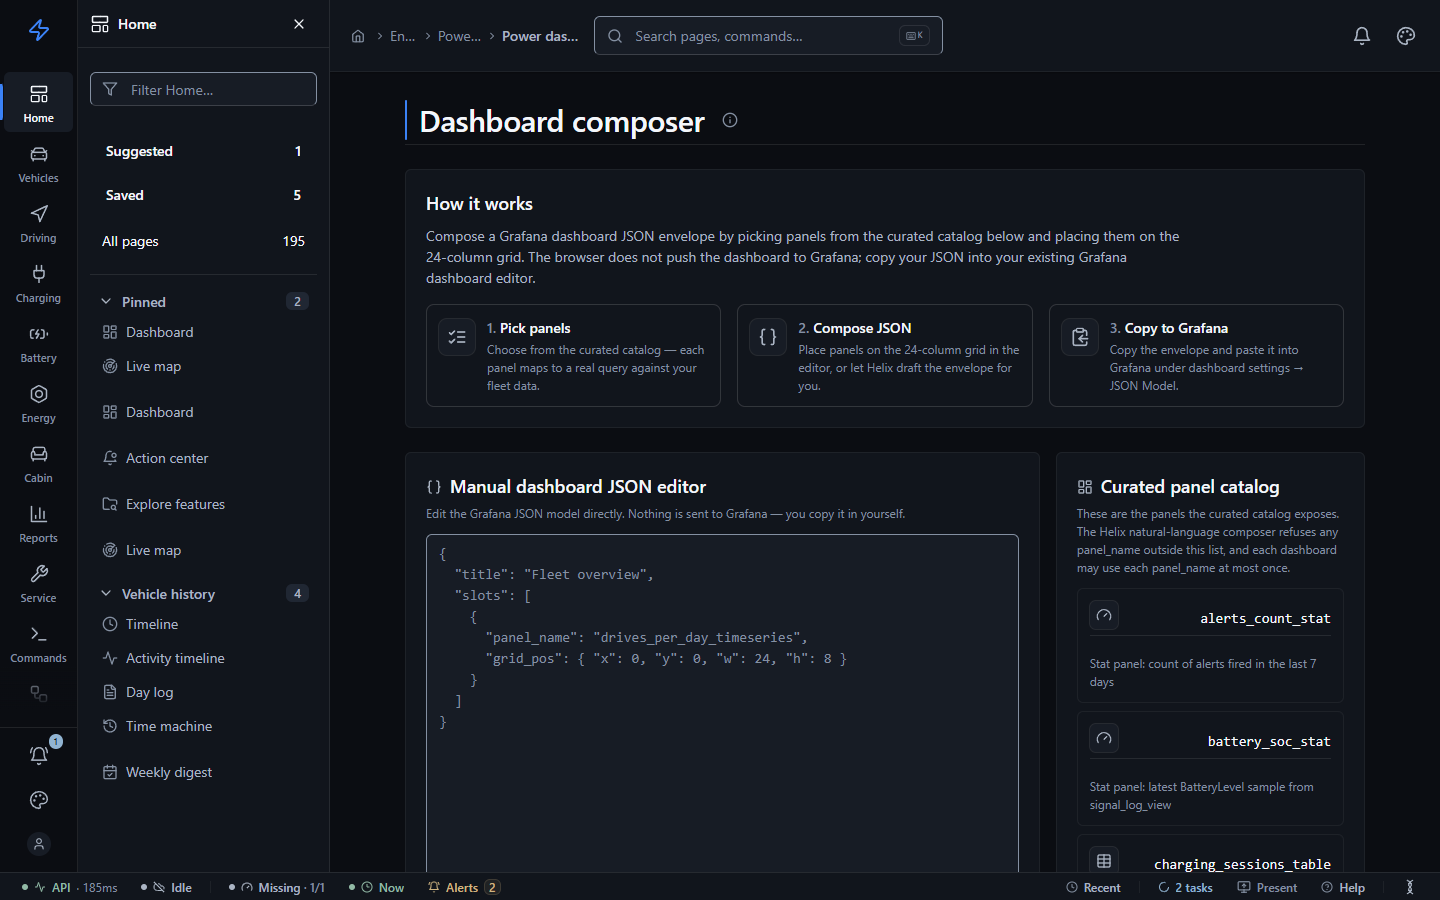 Home
Vehicles
Driving
Charging
Battery
Energy
Cabin
Reports
Service
Commands
1
Home
Filter Home...
Suggested 1
Saved 5
All pages 195
Pinned 2
Dashboard
Live map
Dashboard
Action center
Explore features
Live map
Vehicle history 4
Timeline
Activity timeline
Day log
Time machine
Weekly digest
En... Powe... Power das...
Search pages, commands... K
Dashboard composer
How it works
Compose a Grafana dashboard JSON envelope by picking panels from the curated catalog below and placing them on the
24-column grid. The browser does not push the dashboard to Grafana; copy your JSON into your existing Grafana
dashboard editor.
1. Pick panels
Choose from the curated catalog — each
panel maps to a real query against your
fleet data.
2. Compose JSON
Place panels on the 24-column grid in the
editor, or let Helix draft the envelope for
you.
3. Copy to Grafana
Copy the envelope and paste it into
Grafana under dashboard settings →
JSON Model.
Manual dashboard JSON editor
Edit the Grafana JSON model directly. Nothing is sent to Grafana — you copy it in yourself.
{
"title": "Fleet overview",
"slots": [
{
"panel_name": "drives_per_day_timeseries",
"grid_pos": { "x": 0, "y": 0, "w": 24, "h": 8 }
}
]
}
Curated panel catalog
These are the panels the curated catalog exposes.
The Helix natural-language composer refuses any
panel_name outside this list, and each dashboard
may use each panel_name at most once.
alerts_count_stat
Stat panel: count of alerts fired in the last 7
days
battery_soc_stat
Stat panel: latest BatteryLevel sample from
signal_log_view
charging_sessions_table
API · 185ms Idle Missing · 1/1 Now Alerts 2 Recent 2 tasks Present Help